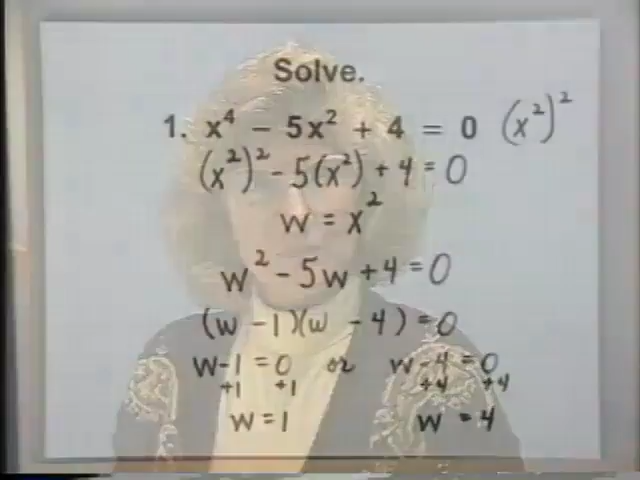 Solve.
1. x⁴ - 5x² + 4 = 0 (x²)²
(x²)² - 5(x²) + 4 = 0
w = x²
w² - 5w + 4 = 0
(w - 1)(w - 4) = 0
w - 1 = 0 or w - 4 = 0
+1 +1 +4 +4
w = 1 w = 4